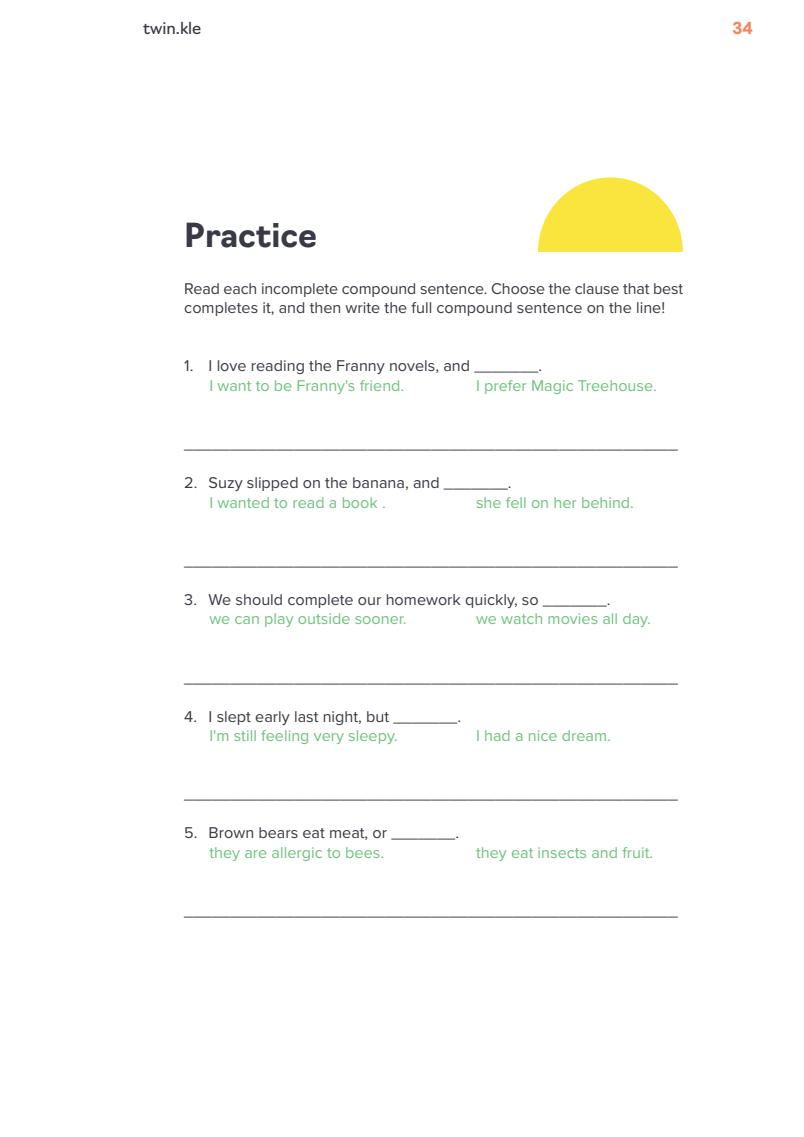 twin.kle
34
Practice
Read each incomplete compound sentence. Choose the clause that best
completes it, and then write the full compound sentence on the line!
1. I love reading the Franny novels, and _______.
I want to be Franny's friend. I prefer Magic Treehouse.
2. Suzy slipped on the banana, and _______.
I wanted to read a book . she fell on her behind.
3. We should complete our homework quickly, so _______.
we can play outside sooner. we watch movies all day.
4. I slept early last night, but _______.
I'm still feeling very sleepy. I had a nice dream.
5. Brown bears eat meat, or _______.
they are allergic to bees. they eat insects and fruit.